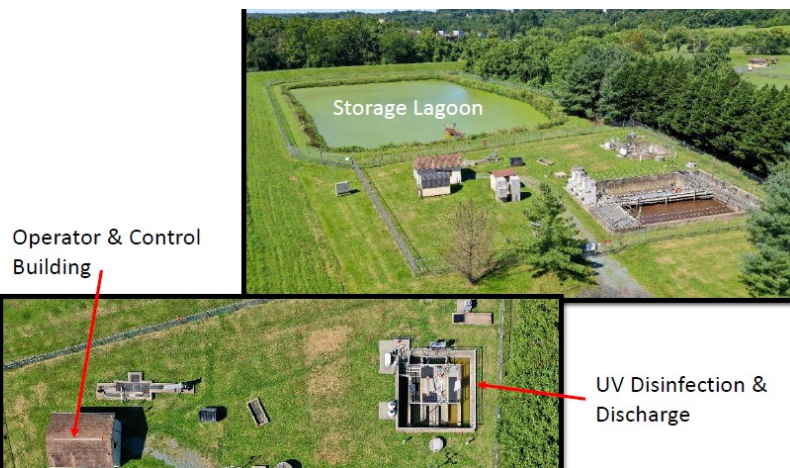 Storage Lagoon
Operator & Control
Building
UV Disinfection &
Discharge